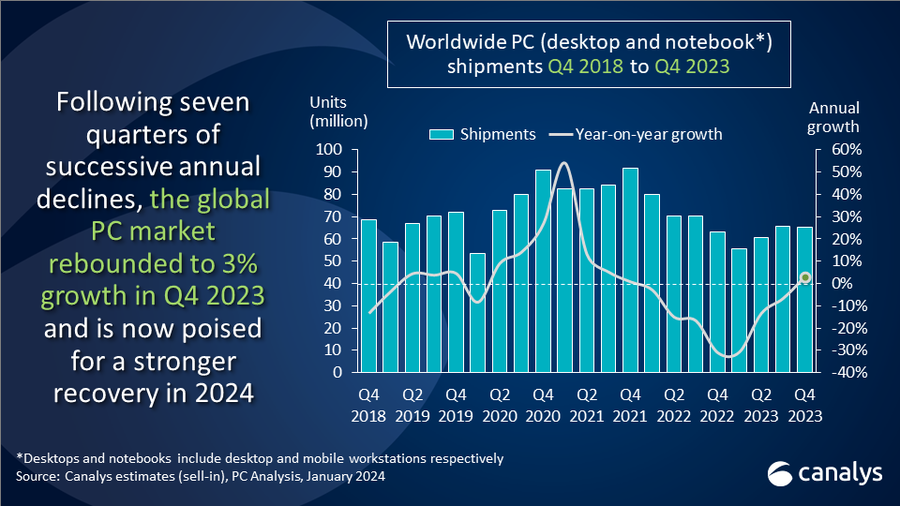 Worldwide PC (desktop and notebook*)
shipments Q4 2018 to Q4 2023
Following seven
quarters of
successive annual
declines, the global
PC market
rebounded to 3%
growth in Q4 2023
and is now poised
for a stronger
recovery in 2024
Units
(million)
Annual
growth
Shipments
Year-on-year growth
100
90
80
70
60
50
40
30
20
10
0
60%
50%
40%
30%
20%
10%
0%
-10%
-20%
-30%
-40%
Q4 Q2 Q4 Q2 Q4 Q2 Q4 Q2 Q4 Q2 Q4
2018 2019 2019 2020 2020 2021 2021 2022 2022 2023 2023
*Desktops and notebooks include desktop and mobile workstations respectively
Source: Canalys estimates (sell-in), PC Analysis, January 2024
canalys